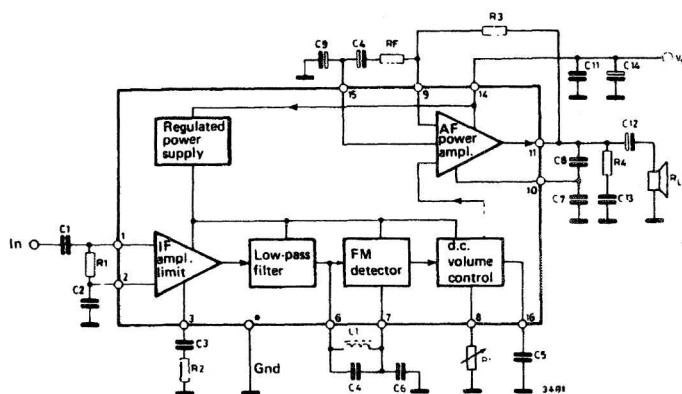 R3
C9
C4
RF
C11
C14
15
9
14
Regulated
power
supply
AF
power
ampl.
11
C12
C8
R4
RL
10
C7
C13
In
C1
1
R1
2
C2
IF
ampl.
limit
Low-pass
filter
FM
detector
d.c.
volume
control
3
*
6
7
8
16
C3
R2
Gnd
L1
C4
C6
C5
3481